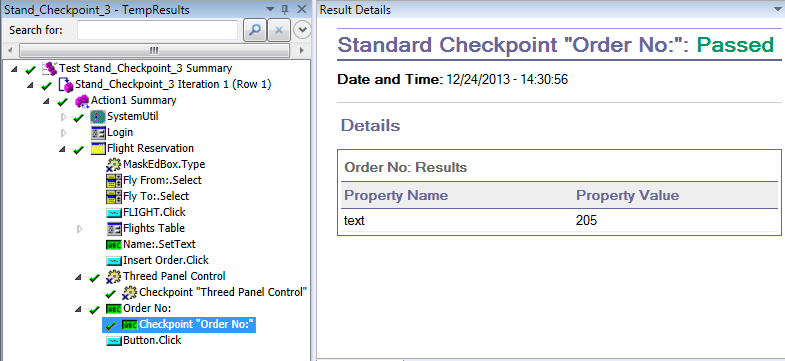 Stand_Checkpoint_3 - TempResults
Search for:
Test Stand_Checkpoint_3 Summary
Stand_Checkpoint_3 Iteration 1 (Row 1)
Action1 Summary
SystemUtil
Login
Flight Reservation
MaskEdBox.Type
Fly From:.Select
Fly To:.Select
FLIGHT.Click
Flights Table
Name:.SetText
Insert Order.Click
Threed Panel Control
Checkpoint "Threed Panel Control"
Order No:
Checkpoint "Order No:"
Button.Click
Result Details
Standard Checkpoint "Order No:": Passed
Date and Time: 12/24/2013 - 14:30:56
Details
Order No: Results
Property Name Property Value
text 205